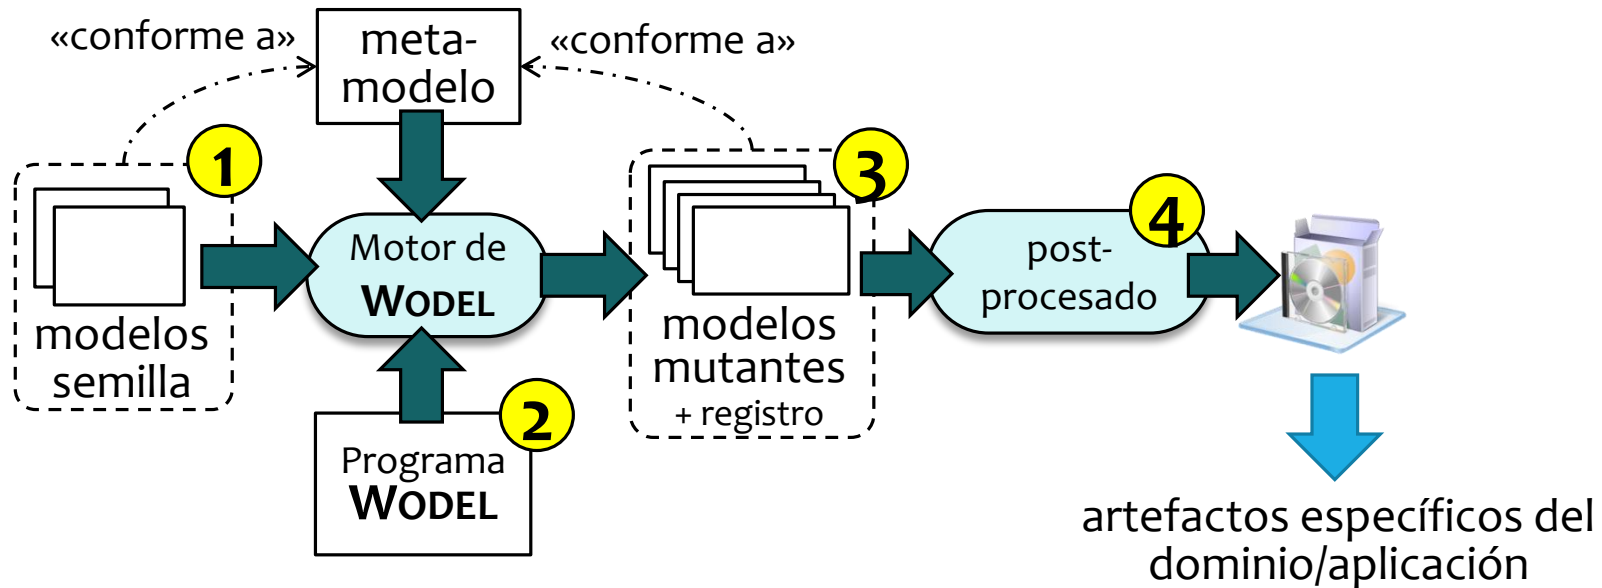 «conforme a»
meta-
modelo
«conforme a»
1
modelos
semilla
Motor de
WODEL
2
Programa
WODEL
3
modelos
mutantes
+ registro
4
post-
procesado
artefactos específicos del
dominio/aplicación